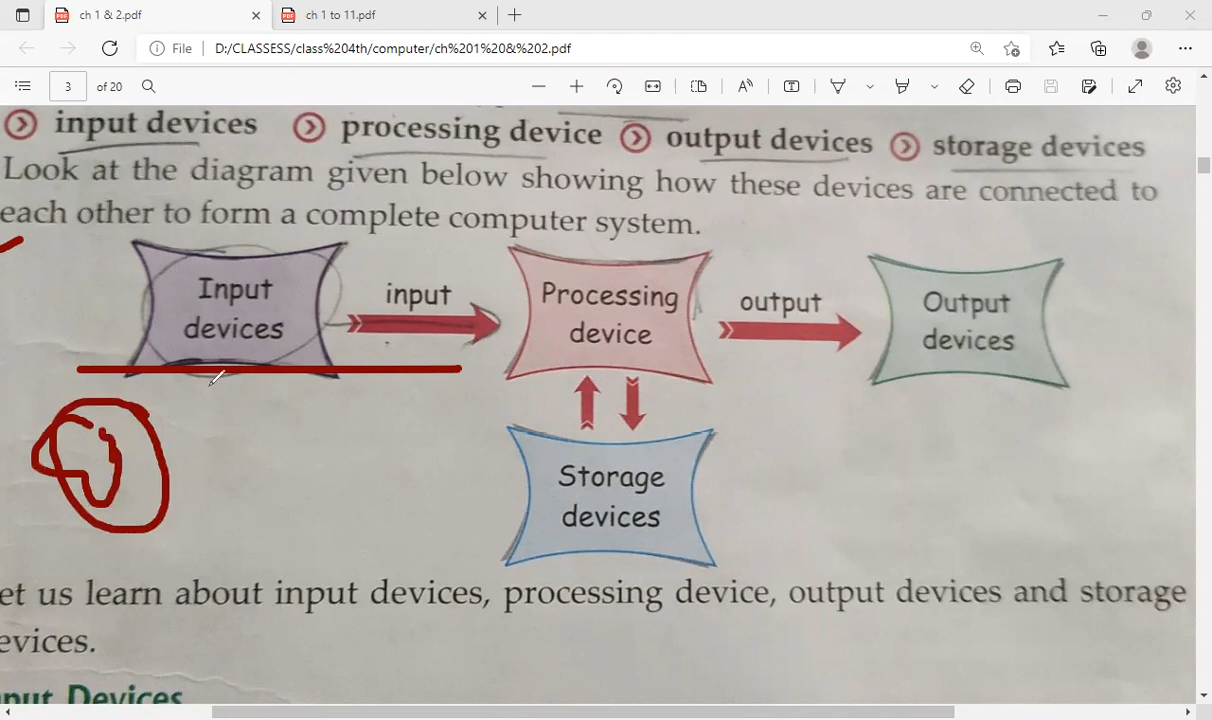 ch 1 & 2.pdf
ch 1 to 11.pdf
File
D:/CLASSESS/class%204th/computer/ch%201%20&%202.pdf
3 of 20
input devices processing device output devices storage devices
Look at the diagram given below showing how these devices are connected to
each other to form a complete computer system.
Input
devices
input
Processing
device
output
Output
devices
Storage
devices
et us learn about input devices, processing device, output devices and storage
evices.
nput Devices